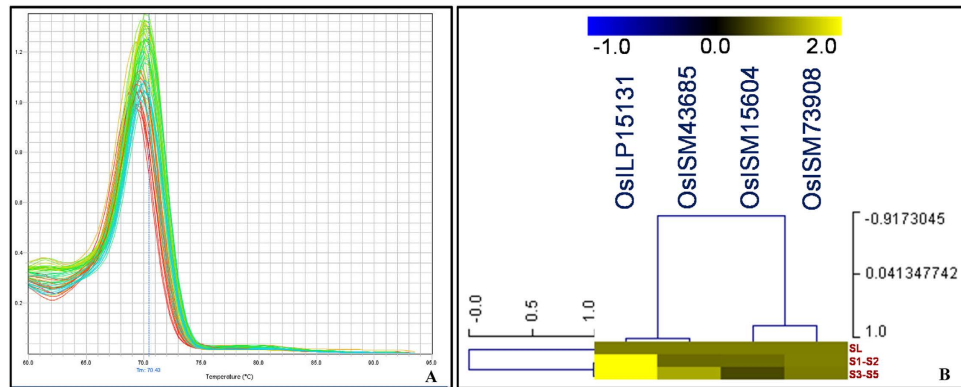 1.2
1.0
0.8
0.6
0.4
0.2
60.0 65.0 70.0 75.0 80.0 85.0 90.0 95.0
Tm: 70.40
Temperature (°C)
A
B
-1.0 0.0 2.0
OsILP15131
OsISM43685
OsISM15604
OsISM73908
-0.9173045
0.041347742
1.0
-0.0
0.5
1.0
SL
S1-S2
S3-S5